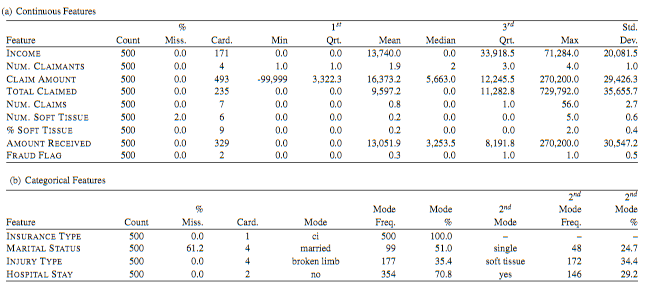 (a) Continuous Features
% 1st 3rd Std.
Feature Count Miss. Card. Min Qrt. Mean Median Qrt. Max Dev.
INCOME 500 0.0 171 0.0 0.0 13,740.0 0.0 33,918.5 71,284.0 20,081.5
NUM. CLAIMANTS 500 0.0 4 1.0 1.0 1.9 2 3.0 4.0 1.0
CLAIM AMOUNT 500 0.0 493 -99,999 3,322.3 16,373.2 5,663.0 12,245.5 270,200.0 29,426.3
TOTAL CLAIMED 500 0.0 235 0.0 0.0 9,597.2 0.0 11,282.8 729,792.0 35,655.7
NUM. CLAIMS 500 0.0 7 0.0 0.0 0.8 0.0 1.0 56.0 2.7
NUM. SOFT TISSUE 500 2.0 6 0.0 0.0 0.2 0.0 0.0 5.0 0.6
% SOFT TISSUE 500 0.0 9 0.0 0.0 0.2 0.0 0.0 2.0 0.4
AMOUNT RECEIVED 500 0.0 329 0.0 0.0 13,051.9 3,253.5 8,191.8 270,200.0 30,547.2
FRAUD FLAG 500 0.0 2 0.0 0.0 0.3 0.0 1.0 1.0 0.5
(b) Categorical Features
2nd 2nd
% Mode Mode 2nd Mode Mode
Feature Count Miss. Card. Mode Freq. % Mode Freq. %
INSURANCE TYPE 500 0.0 1 ci 500 100.0 – – –
MARITAL STATUS 500 61.2 4 married 99 51.0 single 48 24.7
INJURY TYPE 500 0.0 4 broken limb 177 35.4 soft tissue 172 34.4
HOSPITAL STAY 500 0.0 2 no 354 70.8 yes 146 29.2